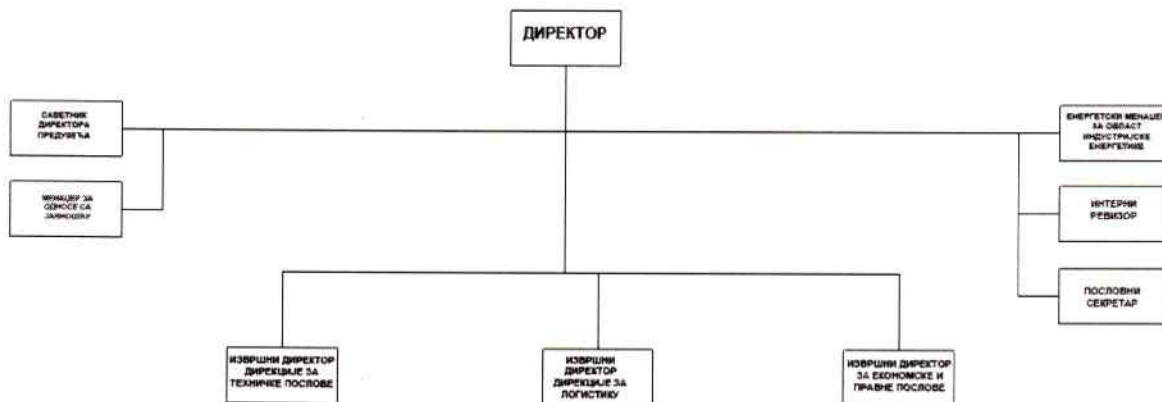 ДИРЕКТОР
САВЕТНИК
ДИРЕКТОРА
ПРЕДУЗЕЋА
МЕНАЏЕР ЗА
ОДНОСЕ СА
ЈАВНОШЋУ
ЕНЕРГЕТСКИ МЕНАЏЕР
ЗА ОБЛАСТ
ИНДУСТРИЈСКЕ
ЕНЕРГЕТИКЕ
ИНТЕРНИ
РЕВИЗОР
ПОСЛОВНИ
СЕКРЕТАР
ИЗВРШНИ ДИРЕКТОР
ДИРЕКЦИЈЕ ЗА
ТЕХНИЧКЕ ПОСЛОВЕ
ИЗВРШНИ
ДИРЕКТОР
ДИРЕКЦИЈЕ ЗА
ЛОГИСТИКУ
ИЗВРШНИ ДИРЕКТОР
ЗА ЕКОНОМСКЕ И
ПРАВНЕ ПОСЛОВЕ